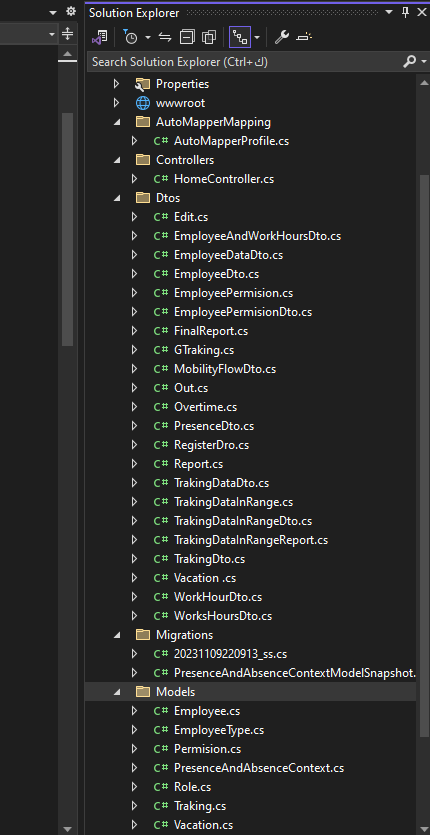 Solution Explorer
Search Solution Explorer (Ctrl+ك)
Properties
wwwroot
AutoMapperMapping
C# AutoMapperProfile.cs
Controllers
C# HomeController.cs
Dtos
C# Edit.cs
C# EmployeeAndWorkHoursDto.cs
C# EmployeeDataDto.cs
C# EmployeeDto.cs
C# EmployeePermision.cs
C# EmployeePermisionDto.cs
C# FinalReport.cs
C# GTraking.cs
C# MobilityFlowDto.cs
C# Out.cs
C# Overtime.cs
C# PresenceDto.cs
C# RegisterDro.cs
C# Report.cs
C# TrakingDataDto.cs
C# TrakingDataInRange.cs
C# TrakingDataInRangeDto.cs
C# TrakingDataInRangeReport.cs
C# TrakingDto.cs
C# Vacation .cs
C# WorkHourDto.cs
C# WorksHoursDto.cs
Migrations
C# 20231109220913_ss.cs
C# PresenceAndAbsenceContextModelSnapshot.
Models
C# Employee.cs
C# EmployeeType.cs
C# Permision.cs
C# PresenceAndAbsenceContext.cs
C# Role.cs
C# Traking.cs
C# Vacation.cs